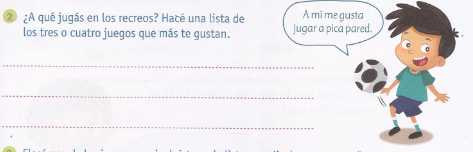 2 ¿A qué jugás en los recreos? Hacé una lista de
los tres o cuatro juegos que más te gustan.
A mi me gusta
jugar a pica pared.